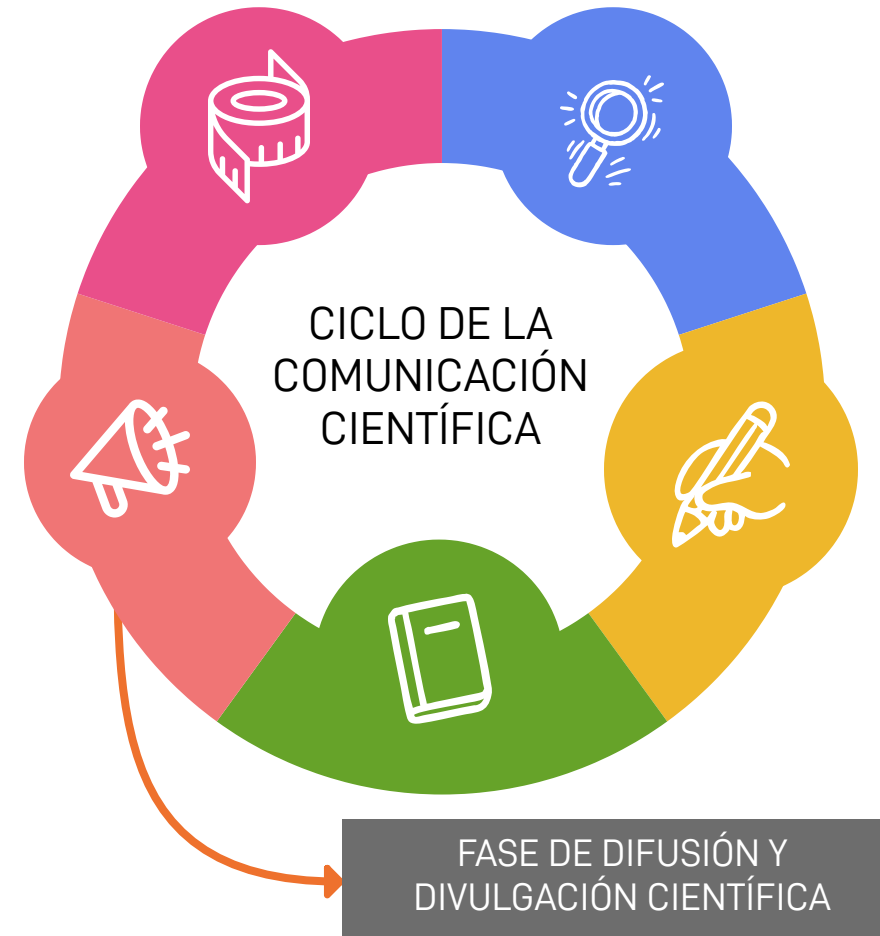 CICLO DE LA
COMUNICACIÓN
CIENTÍFICA
FASE DE DIFUSIÓN Y
DIVULGACIÓN CIENTÍFICA